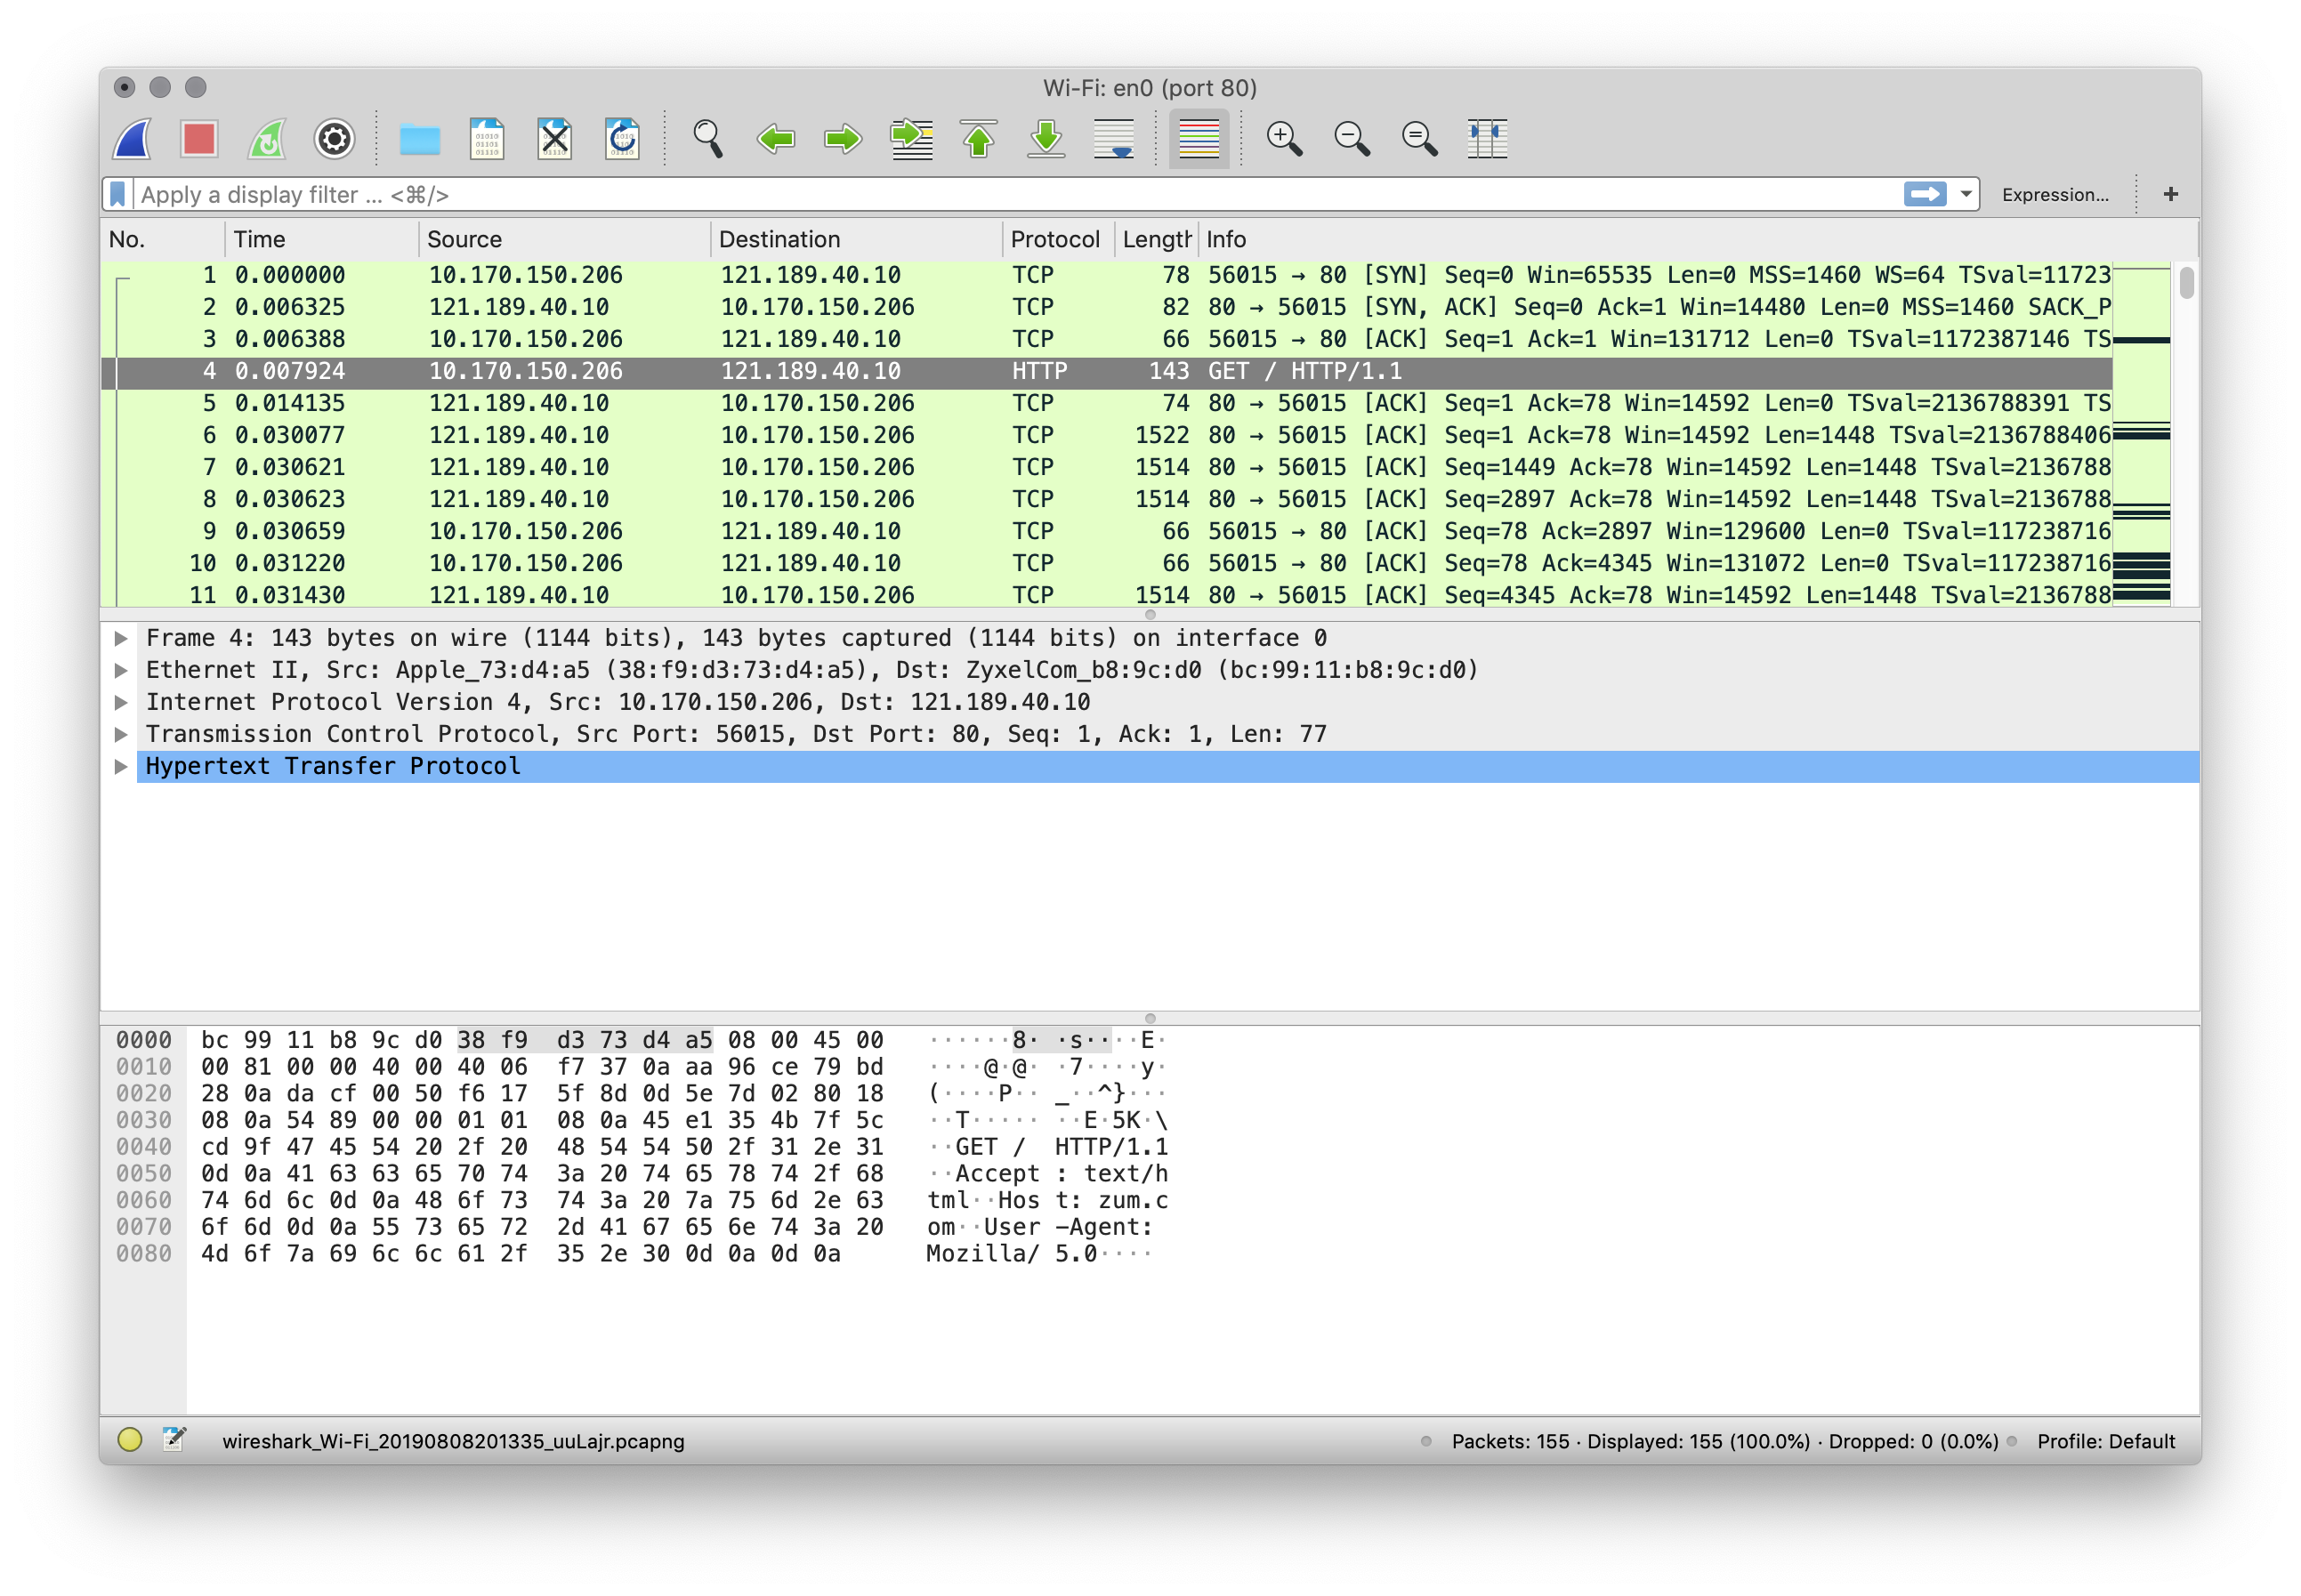 Wi-Fi: en0 (port 80)
Apply a display filter ... <⌘/>
Expression...
+
No. Time Source Destination Protocol Length Info
1 0.000000 10.170.150.206 121.189.40.10 TCP 78 56015 → 80 [SYN] Seq=0 Win=65535 Len=0 MSS=1460 WS=64 TSval=11723
2 0.006325 121.189.40.10 10.170.150.206 TCP 82 80 → 56015 [SYN, ACK] Seq=0 Ack=1 Win=14480 Len=0 MSS=1460 SACK_P
3 0.006388 10.170.150.206 121.189.40.10 TCP 66 56015 → 80 [ACK] Seq=1 Ack=1 Win=131712 Len=0 TSval=1172387146 TS
4 0.007924 10.170.150.206 121.189.40.10 HTTP 143 GET / HTTP/1.1
5 0.014135 121.189.40.10 10.170.150.206 TCP 74 80 → 56015 [ACK] Seq=1 Ack=78 Win=14592 Len=0 TSval=2136788391 TS
6 0.030077 121.189.40.10 10.170.150.206 TCP 1522 80 → 56015 [ACK] Seq=1 Ack=78 Win=14592 Len=1448 TSval=2136788406
7 0.030621 121.189.40.10 10.170.150.206 TCP 1514 80 → 56015 [ACK] Seq=1449 Ack=78 Win=14592 Len=1448 TSval=2136788
8 0.030623 121.189.40.10 10.170.150.206 TCP 1514 80 → 56015 [ACK] Seq=2897 Ack=78 Win=14592 Len=1448 TSval=2136788
9 0.030659 10.170.150.206 121.189.40.10 TCP 66 56015 → 80 [ACK] Seq=78 Ack=2897 Win=129600 Len=0 TSval=117238716
10 0.031220 10.170.150.206 121.189.40.10 TCP 66 56015 → 80 [ACK] Seq=78 Ack=4345 Win=131072 Len=0 TSval=117238716
11 0.031430 121.189.40.10 10.170.150.206 TCP 1514 80 → 56015 [ACK] Seq=4345 Ack=78 Win=14592 Len=1448 TSval=2136788
Frame 4: 143 bytes on wire (1144 bits), 143 bytes captured (1144 bits) on interface 0
Ethernet II, Src: Apple_73:d4:a5 (38:f9:d3:73:d4:a5), Dst: ZyxelCom_b8:9c:d0 (bc:99:11:b8:9c:d0)
Internet Protocol Version 4, Src: 10.170.150.206, Dst: 121.189.40.10
Transmission Control Protocol, Src Port: 56015, Dst Port: 80, Seq: 1, Ack: 1, Len: 77
Hypertext Transfer Protocol
0000 bc 99 11 b8 9c d0 38 f9 d3 73 d4 a5 08 00 45 00 ······8· ·s····E·
0010 00 81 00 00 40 00 40 06 f7 37 0a aa 96 ce 79 bd ····@·@· ·7····y·
0020 28 0a da cf 00 50 f6 17 5f 8d 0d 5e 7d 02 80 18 (····P·· _··^}···
0030 08 0a 54 89 00 00 01 01 08 0a 45 e1 35 4b 7f 5c ··T····· ··E·5K·\
0040 cd 9f 47 45 54 20 2f 20 48 54 54 50 2f 31 2e 31 ··GET / HTTP/1.1
0050 0d 0a 41 63 63 65 70 74 3a 20 74 65 78 74 2f 68 ··Accept : text/h
0060 74 6d 6c 0d 0a 48 6f 73 74 3a 20 7a 75 6d 2e 63 tml··Hos t: zum.c
0070 6f 6d 0d 0a 55 73 65 72 2d 41 67 65 6e 74 3a 20 om··User -Agent:
0080 4d 6f 7a 69 6c 6c 61 2f 35 2e 30 0d 0a 0d 0a Mozilla/ 5.0····
wireshark_Wi-Fi_20190808201335_uuLajr.pcapng
Packets: 155 · Displayed: 155 (100.0%) · Dropped: 0 (0.0%)
Profile: Default